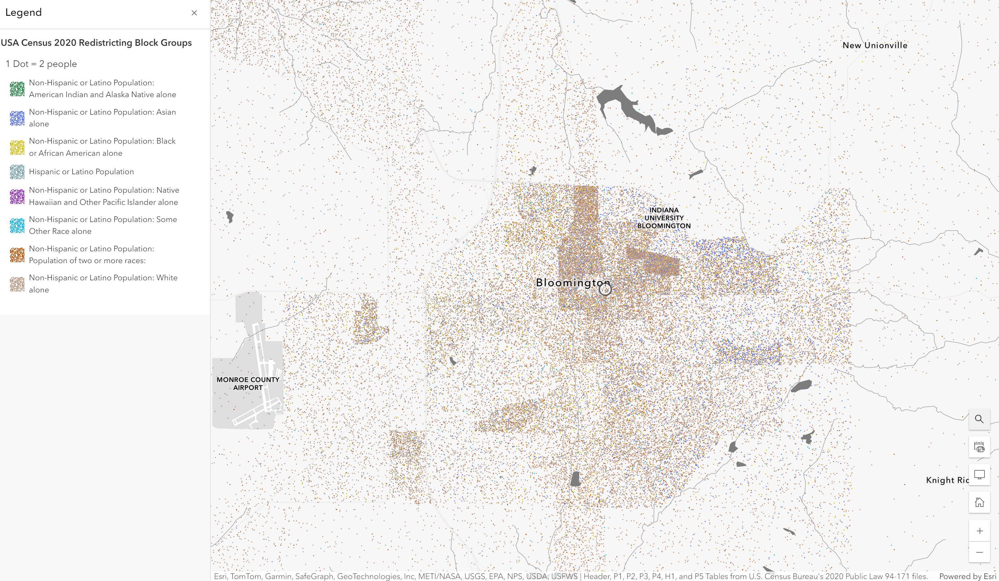 Legend
USA Census 2020 Redistricting Block Groups
1 Dot = 2 people
Non-Hispanic or Latino Population:
American Indian and Alaska Native alone
Non-Hispanic or Latino Population: Asian
alone
Non-Hispanic or Latino Population: Black
or African American alone
Hispanic or Latino Population
Non-Hispanic or Latino Population: Native
Hawaiian and Other Pacific Islander alone
Non-Hispanic or Latino Population: Some
Other Race alone
Non-Hispanic or Latino Population:
Population of two or more races:
Non-Hispanic or Latino Population: White
alone
New Unionville
INDIANA
UNIVERSITY
BLOOMINGTON
Bloomington
MONROE COUNTY
AIRPORT
Knight Ric
Esri, TomTom, Garmin, SafeGraph, GeoTechnologies, Inc, METI/NASA, USGS, EPA, NPS, USDA, USFWS | Header, P1, P2, P3, P4, H1, and P5 Tables from U.S. Census Bureau's 2020 Public Law 94-171 files. Powered by Esri